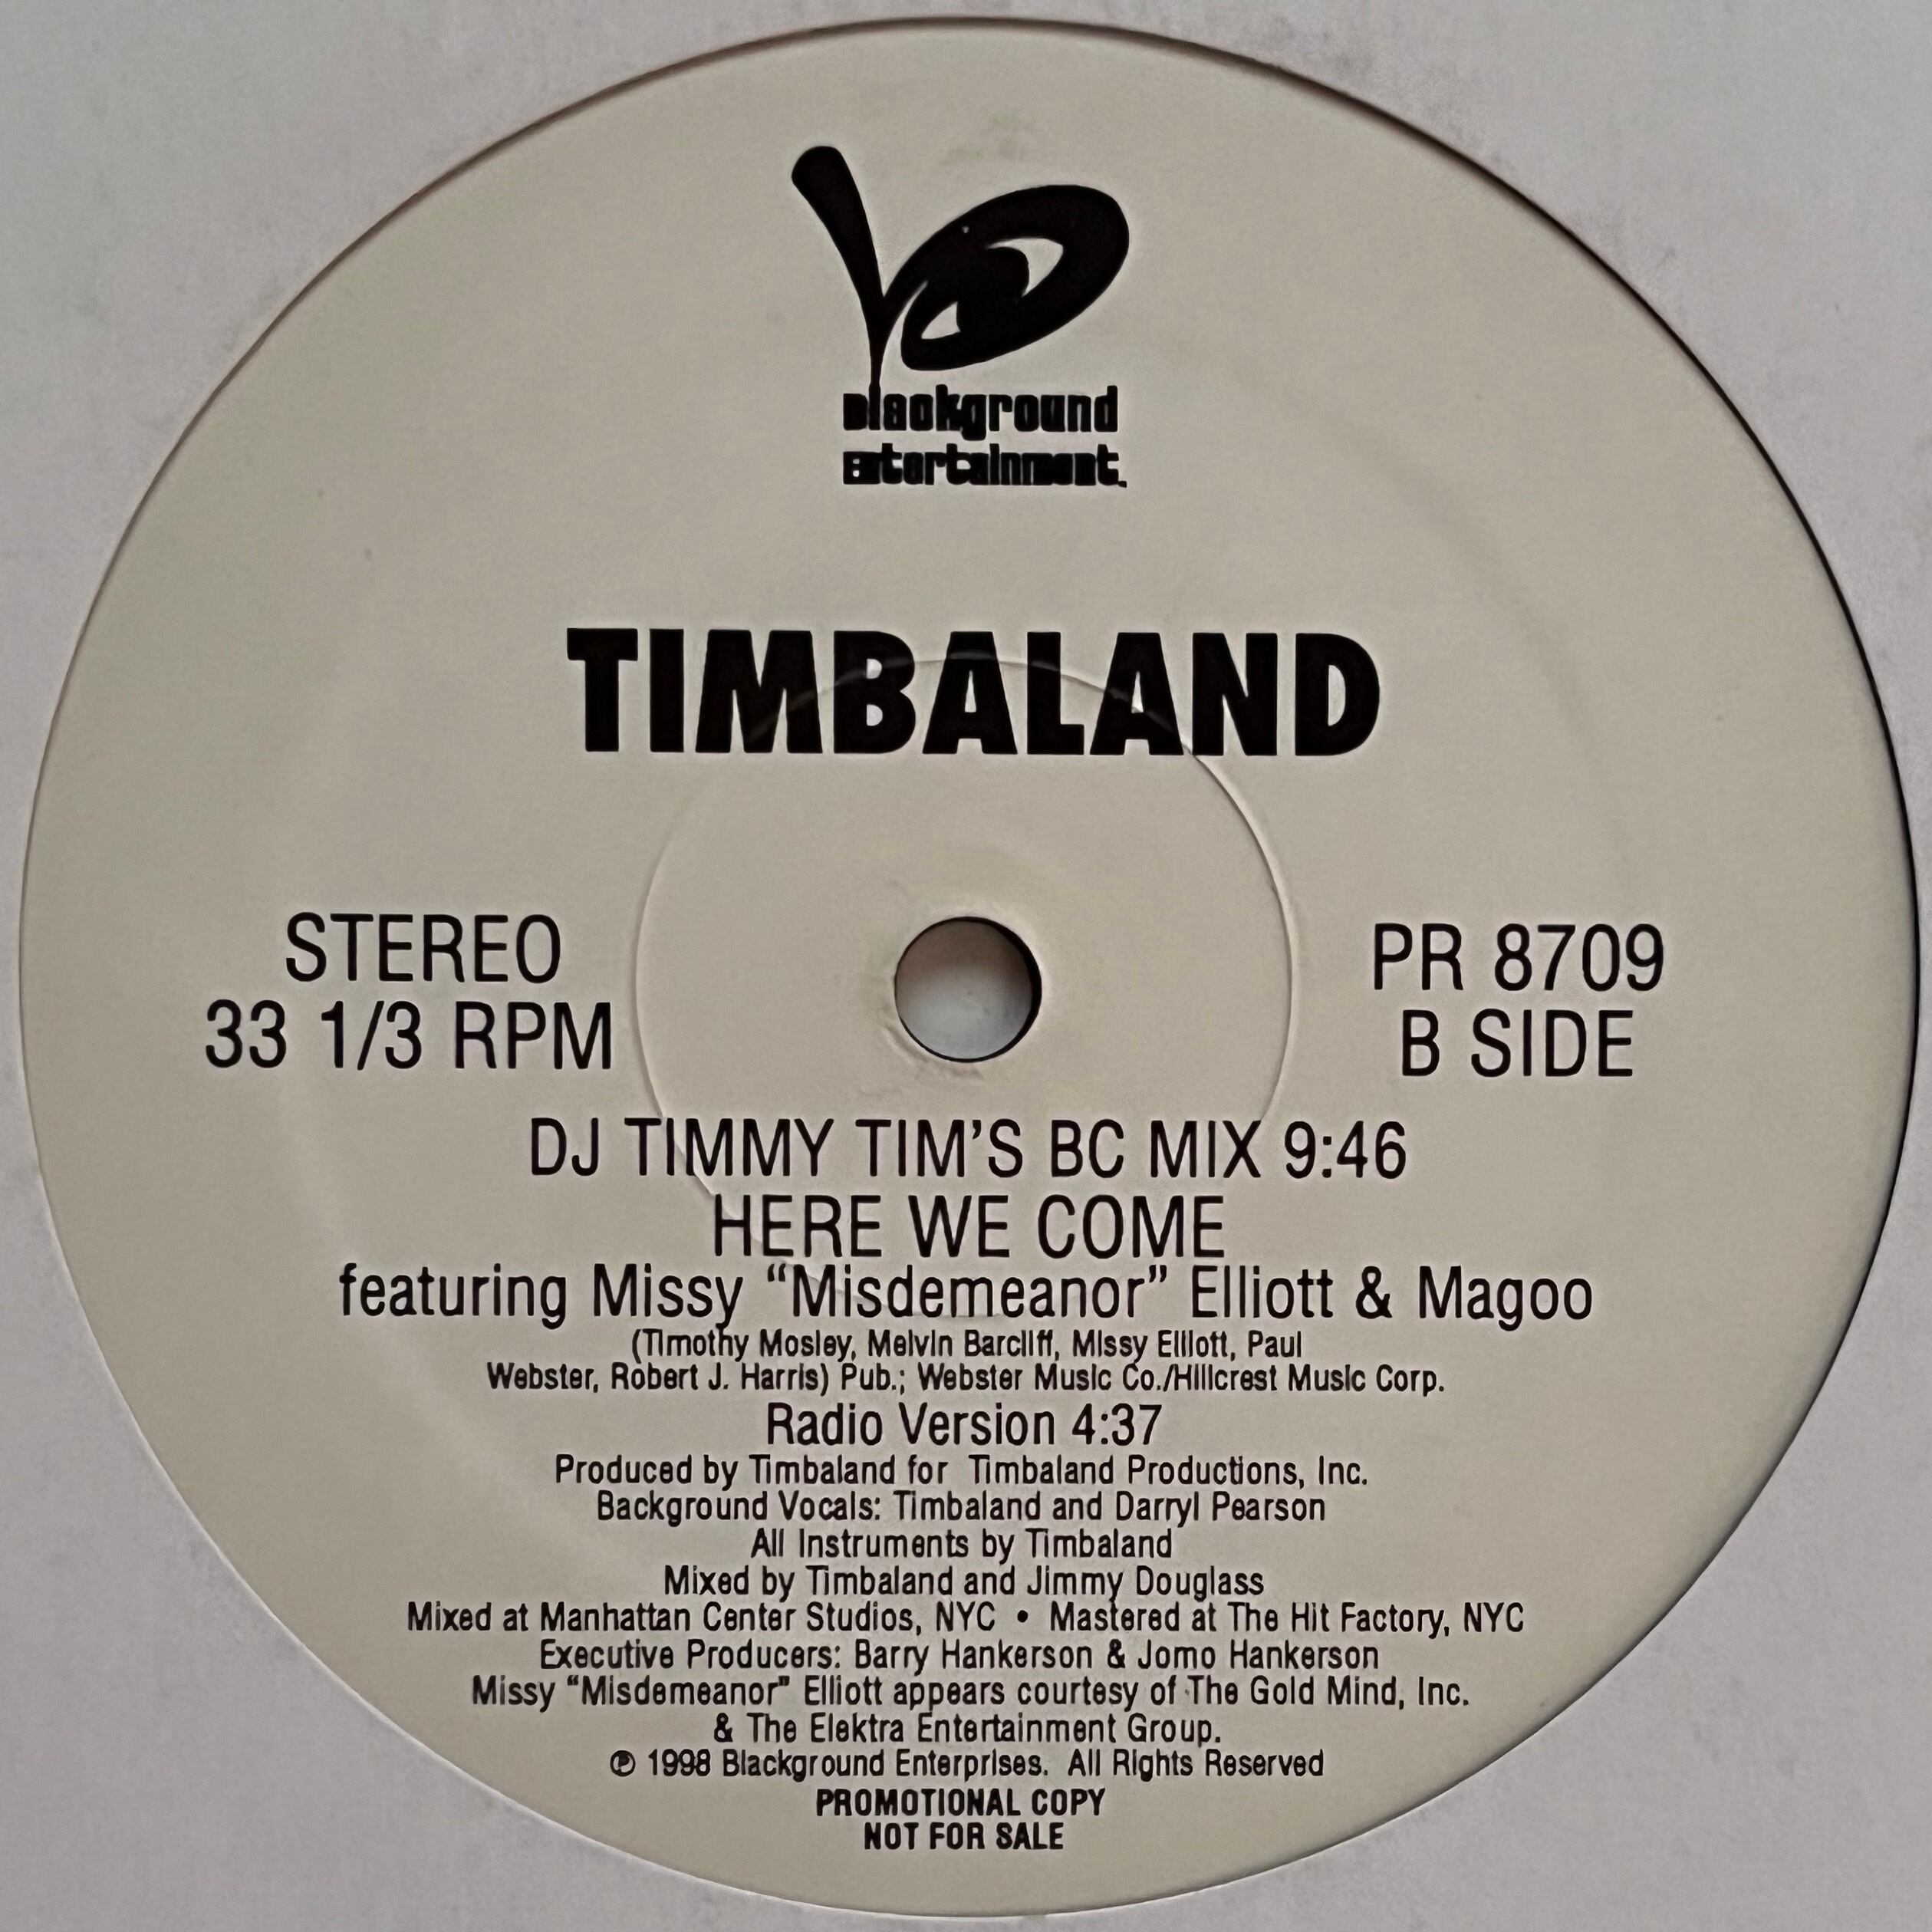 Blackground
Entertainment.
TIMBALAND
STEREO
33 1/3 RPM
PR 8709
B SIDE
DJ TIMMY TIM’S BC MIX 9:46
HERE WE COME
featuring Missy “Misdemeanor” Elliott & Magoo
(Timothy Mosley, Melvin Barcliff, Missy Elliott, Paul
Webster, Robert J. Harris) Pub.; Webster Music Co./Hillcrest Music Corp.
Radio Version 4:37
Produced by Timbaland for Timbaland Productions, Inc.
Background Vocals: Timbaland and Darryl Pearson
All Instruments by Timbaland
Mixed by Timbaland and Jimmy Douglass
Mixed at Manhattan Center Studios, NYC • Mastered at The Hit Factory, NYC
Executive Producers: Barry Hankerson & Jomo Hankerson
Missy “Misdemeanor” Elliott appears courtesy of The Gold Mind, Inc.
& The Elektra Entertainment Group.
℗ 1998 Blackground Enterprises. All Rights Reserved
PROMOTIONAL COPY
NOT FOR SALE